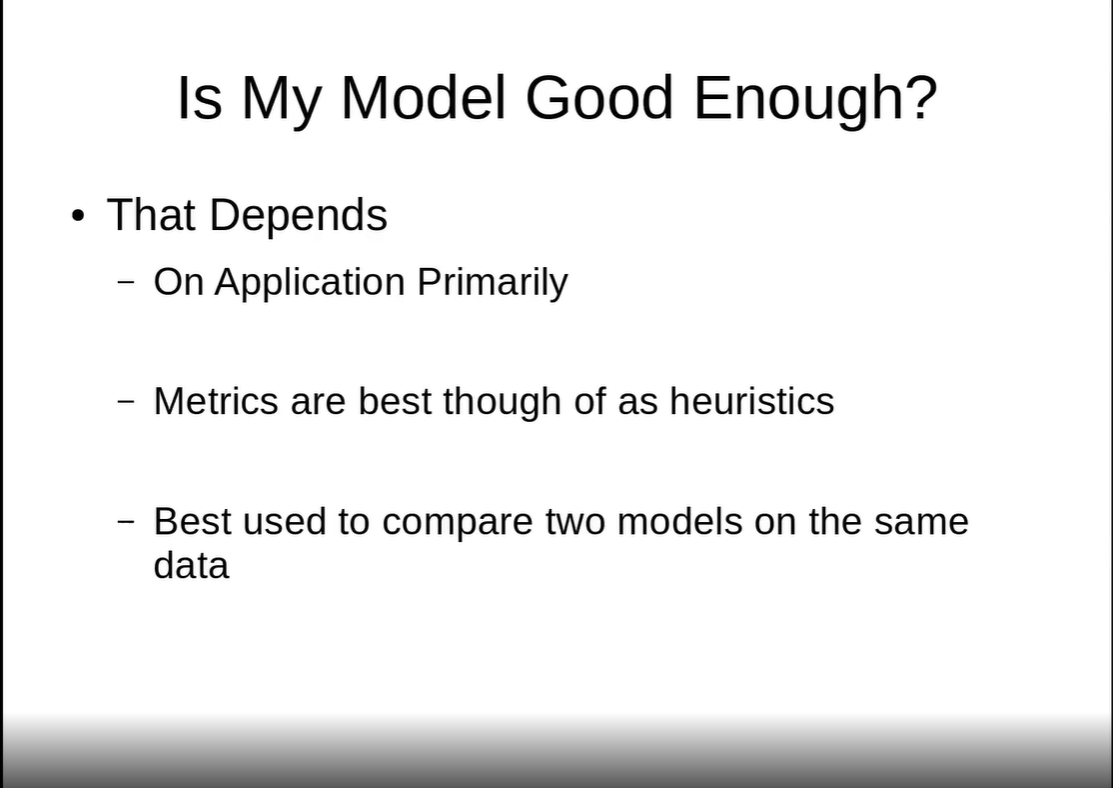 Is My Model Good Enough?
• That Depends
– On Application Primarily
– Metrics are best though of as heuristics
– Best used to compare two models on the same
data